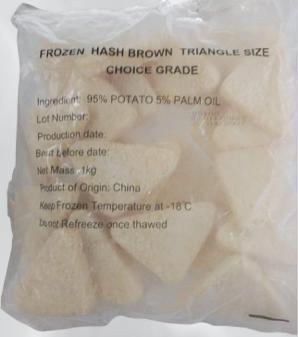 FROZEN HASH BROWN TRIANGLE SIZE
CHOICE GRADE
Ingredient: 95% POTATO 5% PALM OIL
Lot Number:
Production date:
Best before date:
Net Mass: 1kg
Product of Origin: China
Keep Frozen Temperature at -18°C
Do not Refreeze once thawed